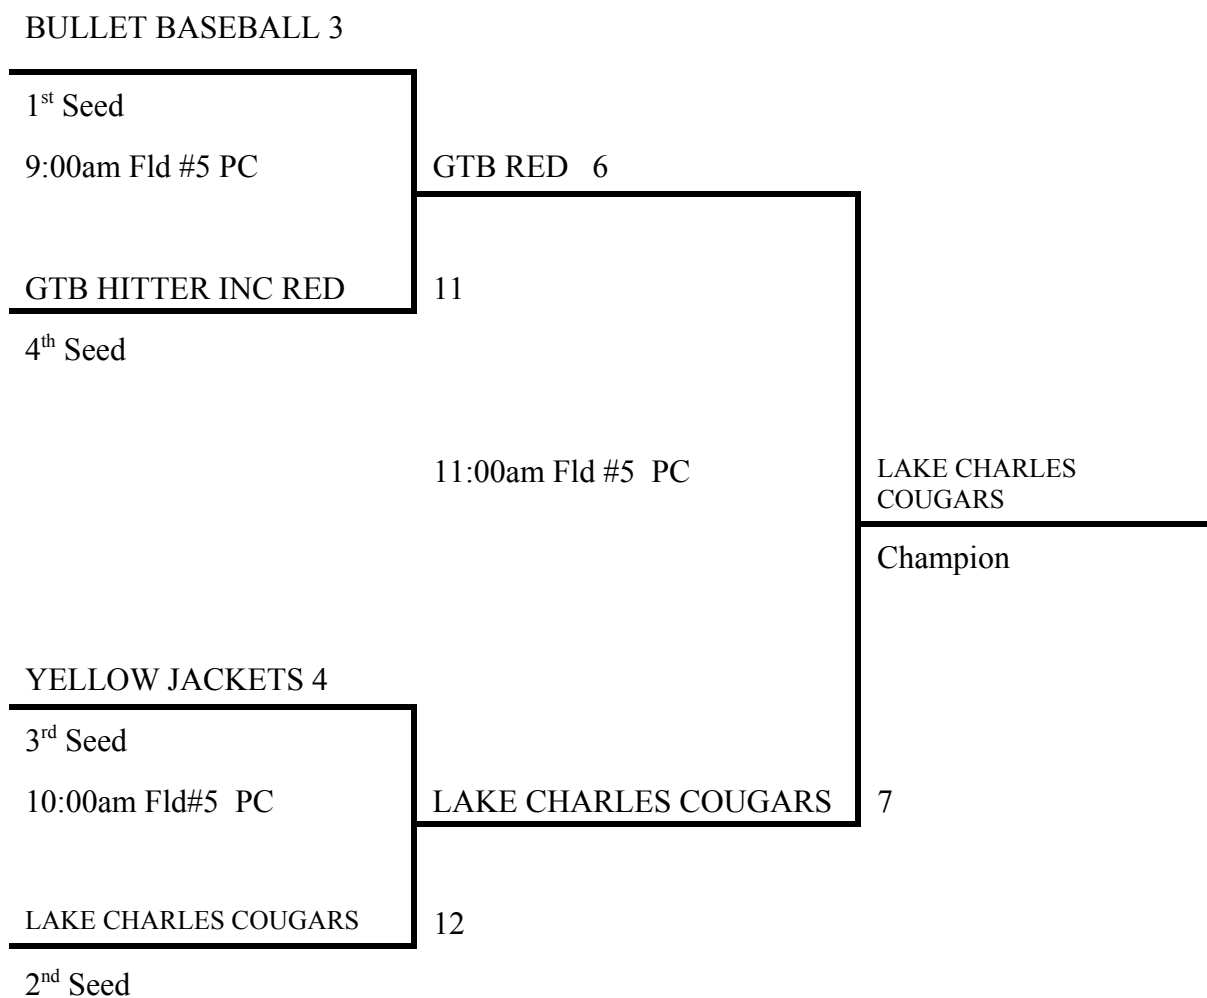 BULLET BASEBALL 3
1st Seed
9:00am Fld #5 PC
GTB RED 6
GTB HITTER INC RED
11
4th Seed
11:00am Fld #5 PC
LAKE CHARLES
COUGARS
Champion
YELLOW JACKETS 4
3rd Seed
10:00am Fld#5 PC
LAKE CHARLES COUGARS
7
LAKE CHARLES COUGARS
12
2nd Seed